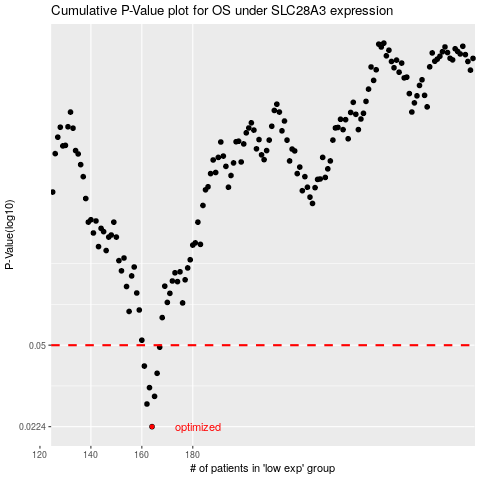 Cumulative P-Value plot for OS under SLC28A3 expression
P-Value(log10)
0.05
0.0224
optimized
120 140 160 180
# of patients in 'low exp' group